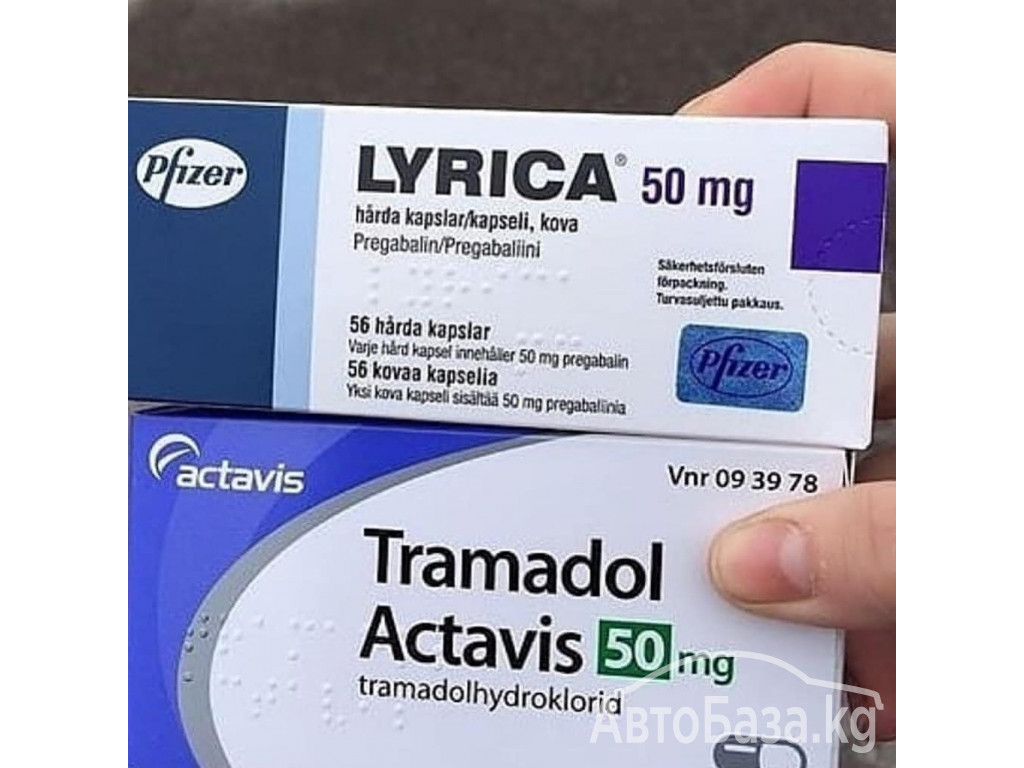 Pfizer
LYRICA® 50 mg
hårda kapslar/kapseli, kova
Pregabalin/Pregabaliini
Säkerhetsförsluten
förpackning.
Turvasuljettu pakkaus.
56 hårda kapslar
Varje hård kapsel innehåller 50 mg pregabalin
56 kovaa kapselia
Yksi kova kapseli sisältää 50 mg pregabaliinia
Pfizer
actavis
Vnr 09 39 78
Tramadol
Actavis 50 mg
tramadolhydroklorid
АвтоБаза.kg